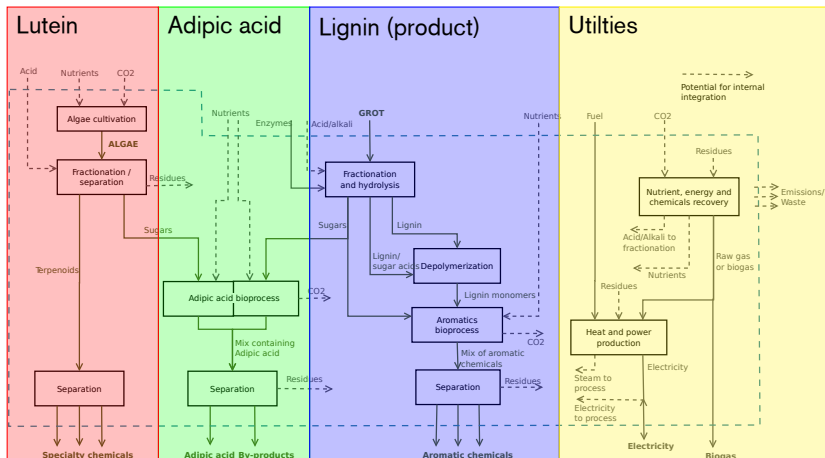 Lutein
Adipic acid
Lignin (product)
Utilties
Acid
Nutrients
CO2
Algae cultivation
ALGAE
Fractionation /
separation
Residues
Sugars
Terpenoids
Separation
Specialty chemicals
Nutrients
Enzymes
Adipic acid bioprocess
CO2
Mix containing
Adipic acid
Separation
Residues
Adipic acid By-products
Acid/alkali
GROT
Nutrients
Fractionation
and hydrolysis
Sugars
Lignin
Lignin/
sugar acids
Depolymerization
Lignin monomers
Aromatics
bioprocess
CO2
Mix of aromatic
chemicals
Separation
Residues
Aromatic chemicals
Potential for internal
integration
Fuel
CO2
Residues
Nutrient, energy and
chemicals recovery
Emissions/
Waste
Acid/Alkali to
fractionation
Raw gas
or biogas
Nutrients
Residues
Heat and power
production
Electricity
Steam to
process
Electricity
to process
Electricity
Biogas